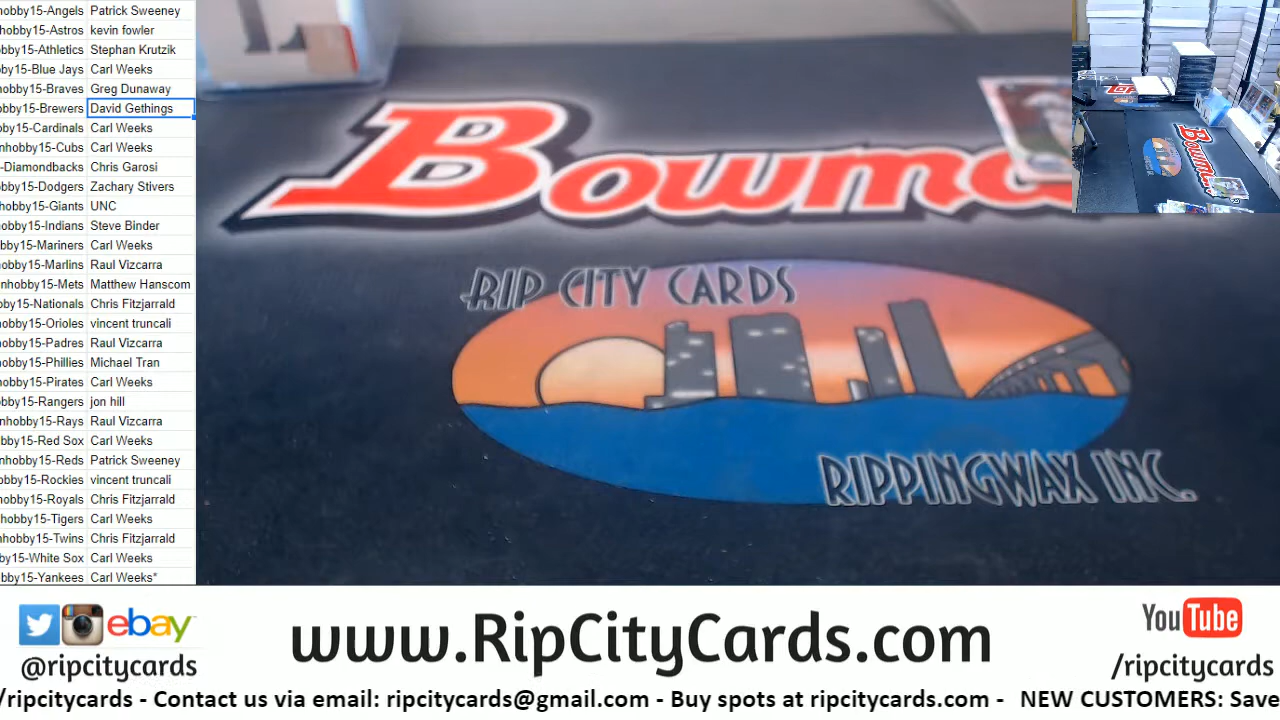 hobby15-Angels Patrick Sweeney
hobby15-Astros kevin fowler
bby15-Athletics Stephan Krutzik
by15-Blue Jays Carl Weeks
hobby15-Braves Greg Dunaway
obby15-Brewers David Gethings
by15-Cardinals Carl Weeks
nhobby15-Cubs Carl Weeks
-Diamondbacks Chris Garosi
obby15-Dodgers Zachary Stivers
hobby15-Giants UNC
obby15-Indians Steve Binder
bby15-Mariners Carl Weeks
hobby15-Marlins Raul Vizcarra
nhobby15-Mets Matthew Hanscom
bby15-Nationals Chris Fitzjarrald
hobby15-Orioles vincent truncali
obby15-Padres Raul Vizcarra
obby15-Phillies Michael Tran
obby15-Pirates Carl Weeks
obby15-Rangers jon hill
nhobby15-Rays Raul Vizcarra
bby15-Red Sox Carl Weeks
nhobby15-Reds Patrick Sweeney
obby15-Rockies vincent truncali
hobby15-Royals Chris Fitzjarrald
hobby15-Tigers Carl Weeks
nhobby15-Twins Chris Fitzjarrald
by15-White Sox Carl Weeks
bby15-Yankees Carl Weeks*
Bowma
RIP CITY CARDS
RIPPINGWAX INC.
ebay
@ripcitycards
www.RipCityCards.com
YouTube
/ripcitycards
/ripcitycards - Contact us via email: ripcitycards@gmail.com - Buy spots at ripcitycards.com - NEW CUSTOMERS: Save